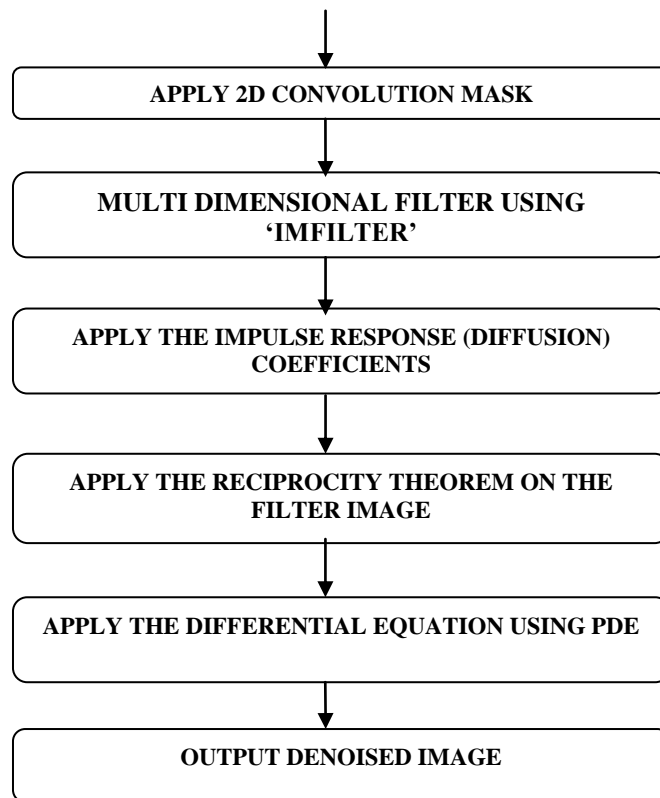 APPLY 2D CONVOLUTION MASK
MULTI DIMENSIONAL FILTER USING
‘IMFILTER’
APPLY THE IMPULSE RESPONSE (DIFFUSION)
COEFFICIENTS
APPLY THE RECIPROCITY THEOREM ON THE
FILTER IMAGE
APPLY THE DIFFERENTIAL EQUATION USING PDE
OUTPUT DENOISED IMAGE